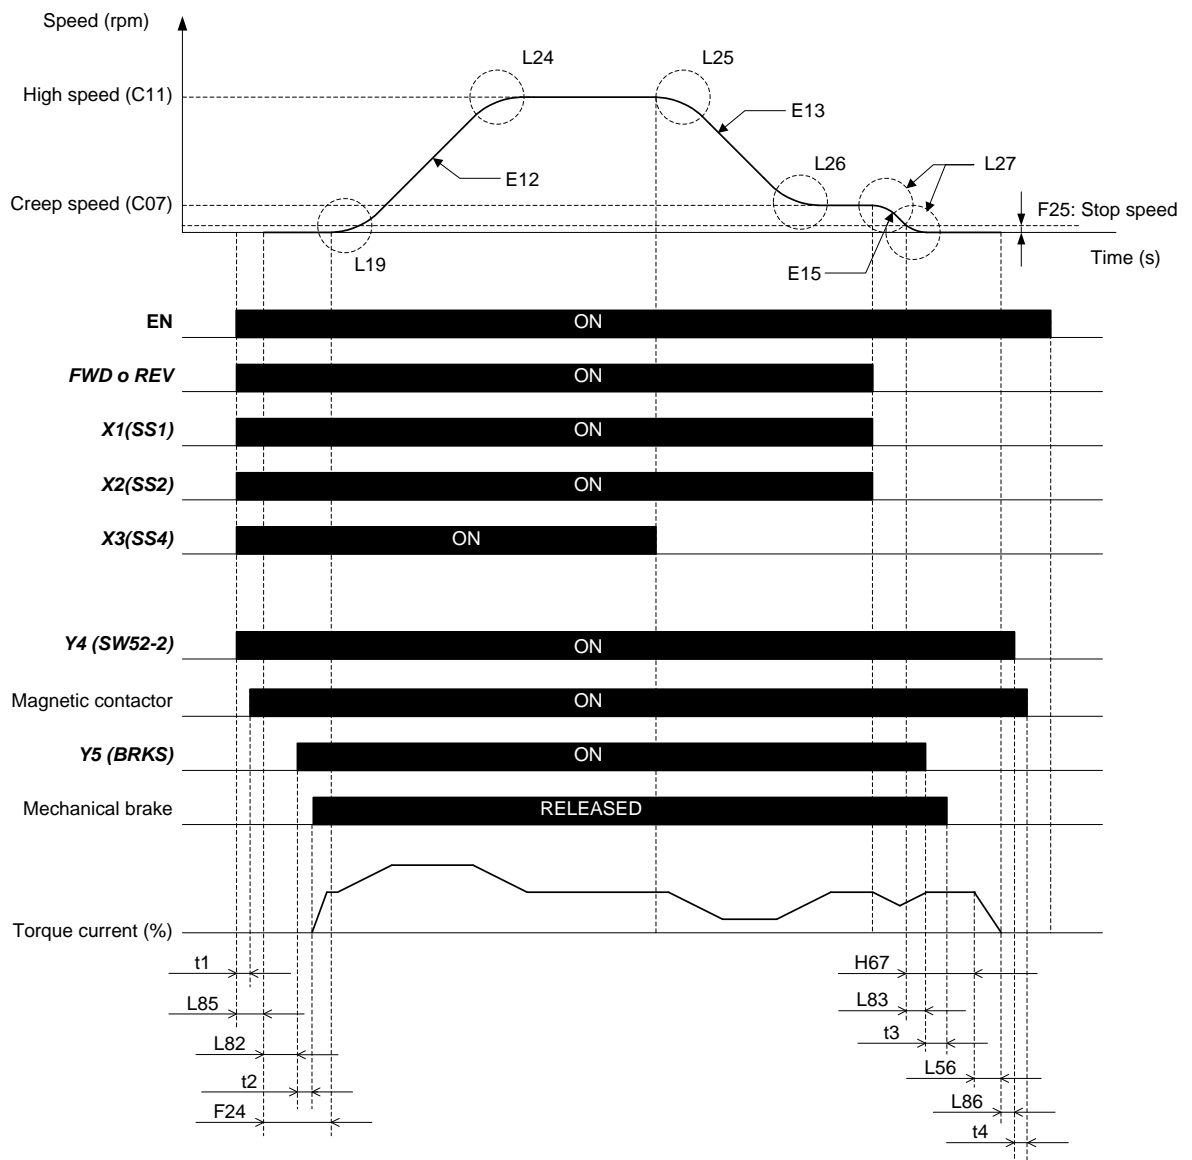 Speed (rpm)
L24
L25
High speed (C11)
E13
E12
L26
L27
Creep speed (C07)
F25: Stop speed
L19
E15
Time (s)
EN
ON
FWD o REV
ON
X1(SS1)
ON
X2(SS2)
ON
X3(SS4)
ON
Y4 (SW52-2)
ON
Magnetic contactor
ON
Y5 (BRKS)
ON
Mechanical brake
RELEASED
Torque current (%)
t1
H67
L85
L83
L82
t3
t2
L56
F24
L86
t4